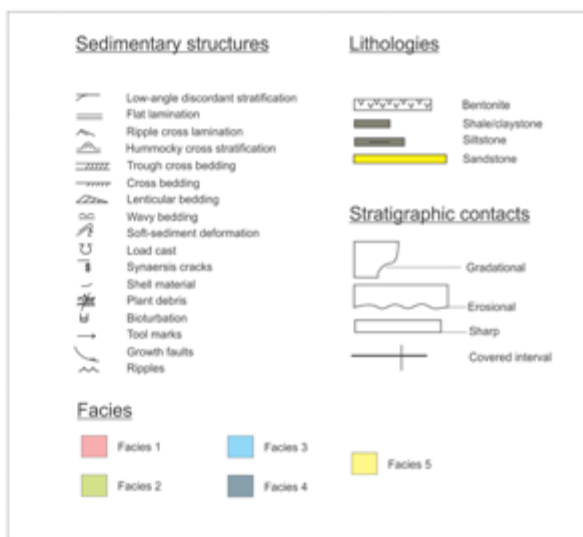 Sedimentary structures
Low-angle discordant stratification
Flat lamination
Ripple cross lamination
Hummocky cross stratification
Trough cross bedding
Cross bedding
Lenticular bedding
Wavy bedding
Soft-sediment deformation
Load cast
Synaersis cracks
Shell material
Plant debris
Bioturbation
Tool marks
Growth faults
Ripples
Lithologies
Bentonite
Shale/claystone
Siltstone
Sandstone
Stratigraphic contacts
Gradational
Erosional
Sharp
Covered interval
Facies
Facies 1
Facies 3
Facies 5
Facies 2
Facies 4